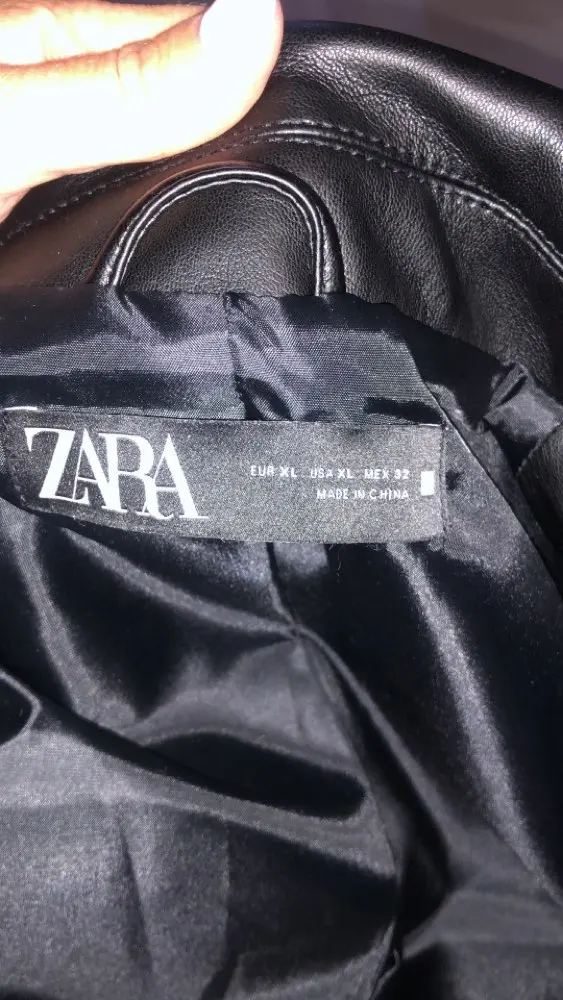 ZARA
EUR XL USA XL MEX 32
MADE IN CHINA